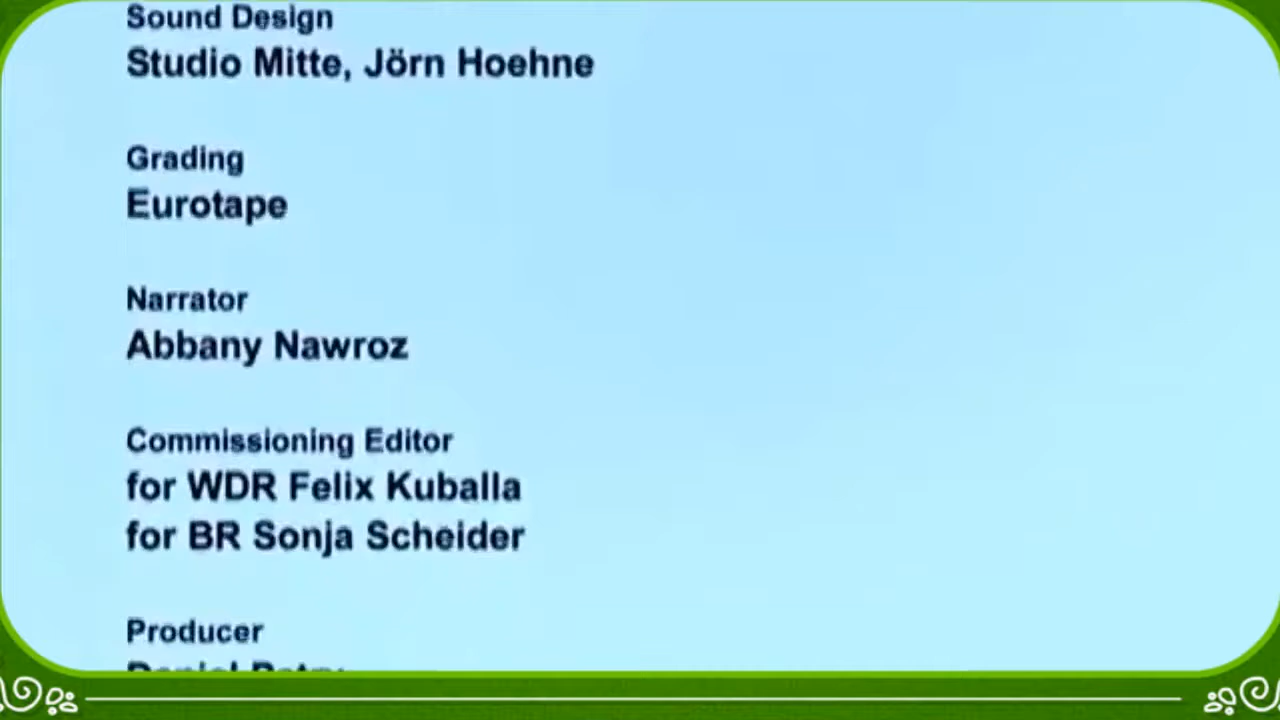 Sound Design
Studio Mitte, Jörn Hoehne
Grading
Eurotape
Narrator
Abbany Nawroz
Commissioning Editor
for WDR Felix Kuballa
for BR Sonja Scheider
Producer